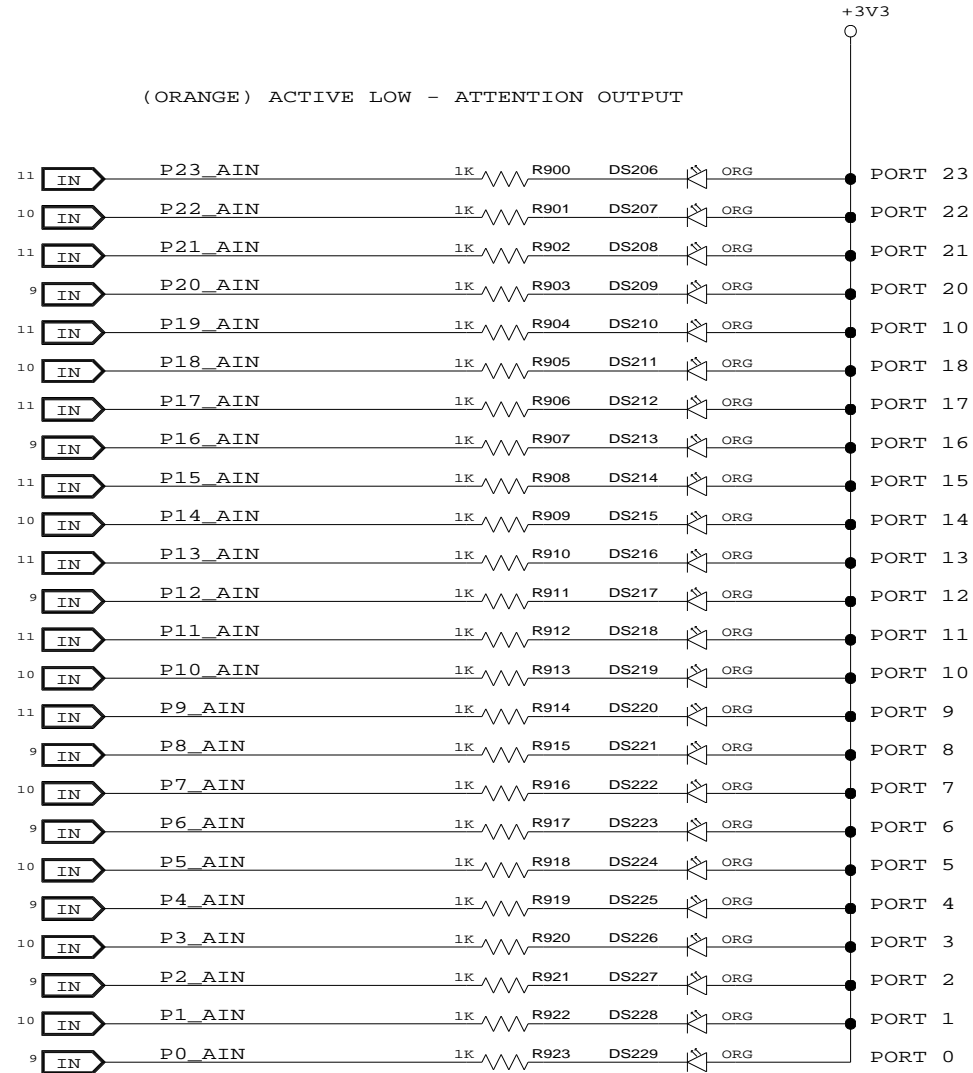 +3V3
(ORANGE) ACTIVE LOW - ATTENTION OUTPUT
11 IN P23_AIN 1K R900 DS206 ORG PORT 23
10 IN P22_AIN 1K R901 DS207 ORG PORT 22
11 IN P21_AIN 1K R902 DS208 ORG PORT 21
9 IN P20_AIN 1K R903 DS209 ORG PORT 20
11 IN P19_AIN 1K R904 DS210 ORG PORT 10
10 IN P18_AIN 1K R905 DS211 ORG PORT 18
11 IN P17_AIN 1K R906 DS212 ORG PORT 17
9 IN P16_AIN 1K R907 DS213 ORG PORT 16
11 IN P15_AIN 1K R908 DS214 ORG PORT 15
10 IN P14_AIN 1K R909 DS215 ORG PORT 14
11 IN P13_AIN 1K R910 DS216 ORG PORT 13
9 IN P12_AIN 1K R911 DS217 ORG PORT 12
11 IN P11_AIN 1K R912 DS218 ORG PORT 11
10 IN P10_AIN 1K R913 DS219 ORG PORT 10
11 IN P9_AIN 1K R914 DS220 ORG PORT 9
9 IN P8_AIN 1K R915 DS221 ORG PORT 8
10 IN P7_AIN 1K R916 DS222 ORG PORT 7
9 IN P6_AIN 1K R917 DS223 ORG PORT 6
10 IN P5_AIN 1K R918 DS224 ORG PORT 5
9 IN P4_AIN 1K R919 DS225 ORG PORT 4
10 IN P3_AIN 1K R920 DS226 ORG PORT 3
9 IN P2_AIN 1K R921 DS227 ORG PORT 2
10 IN P1_AIN 1K R922 DS228 ORG PORT 1
9 IN P0_AIN 1K R923 DS229 ORG PORT 0